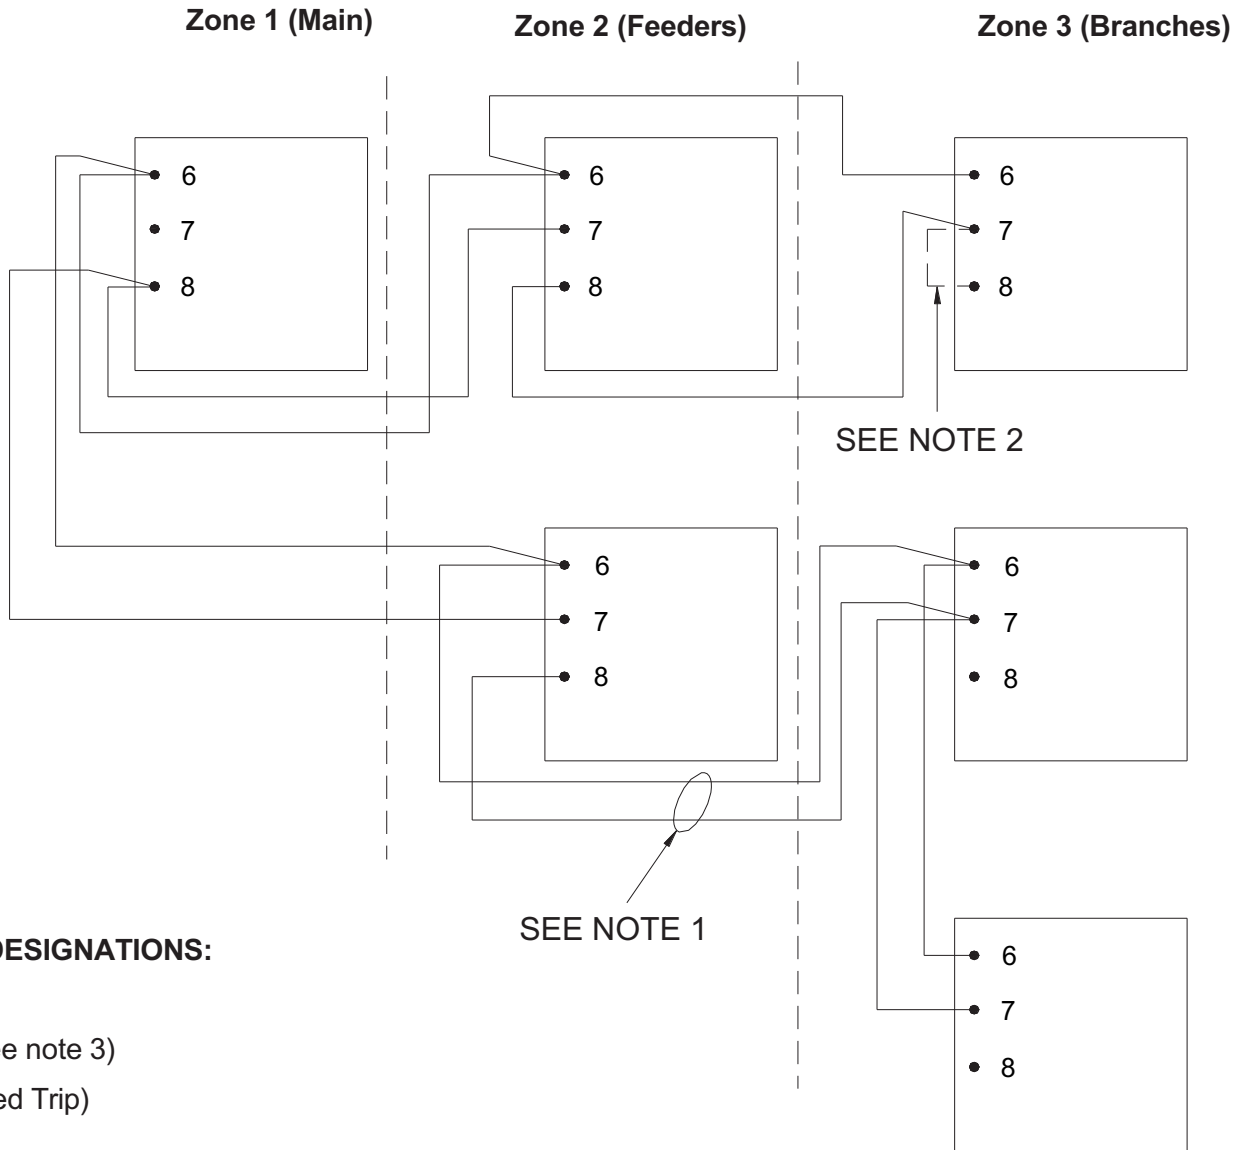 Zone 1 (Main)
Zone 2 (Feeders)
Zone 3 (Branches)
6
7
8
6
7
8
6
7
8
SEE NOTE 2
6
7
8
6
7
8
SEE NOTE 1
DESIGNATIONS:
ee note 3)
ed Trip)
6
7
8